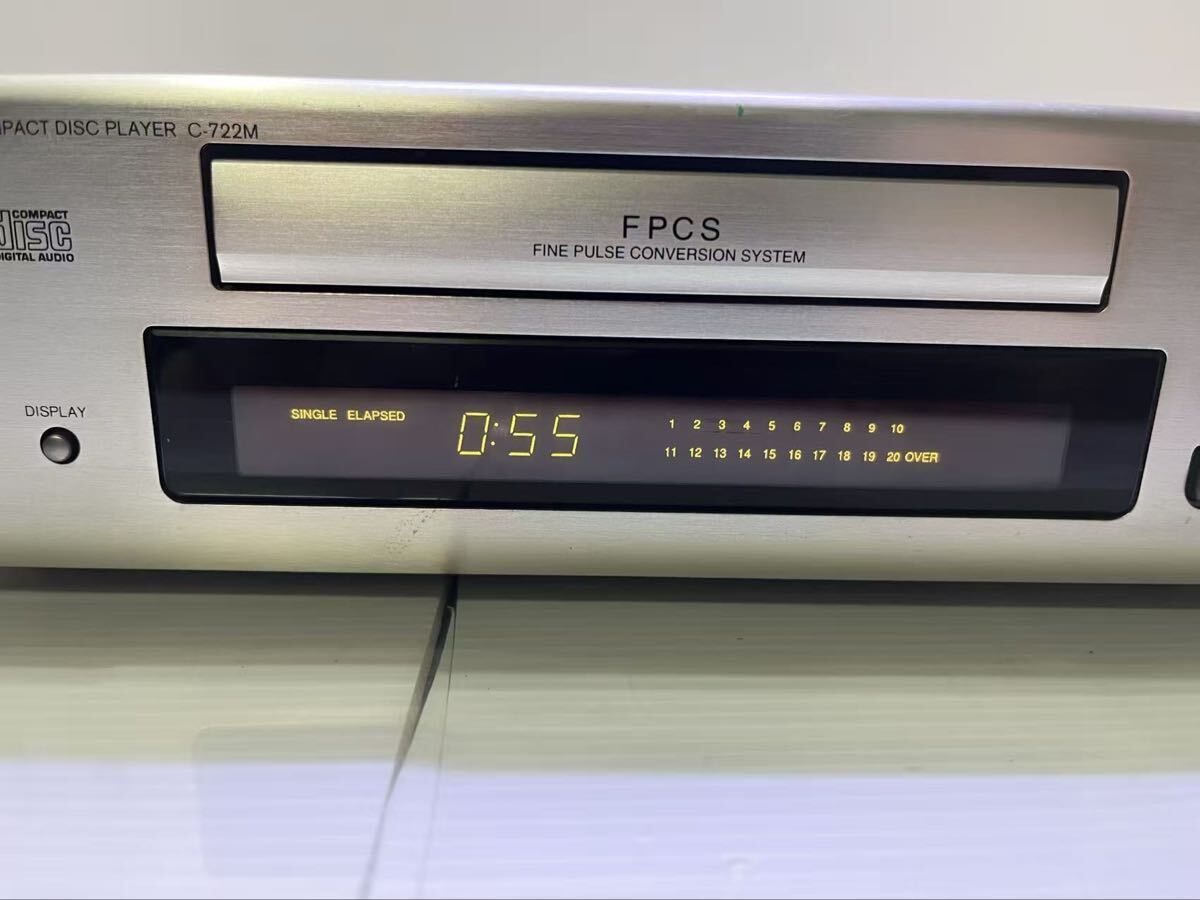 PACT DISC PLAYER C-722M
COMPACT
disc
DIGITAL AUDIO
FPCS
FINE PULSE CONVERSION SYSTEM
DISPLAY
SINGLE ELAPSED
0:55
1 2 3 4 5 6 7 8 9 10
11 12 13 14 15 16 17 18 19 20 OVER